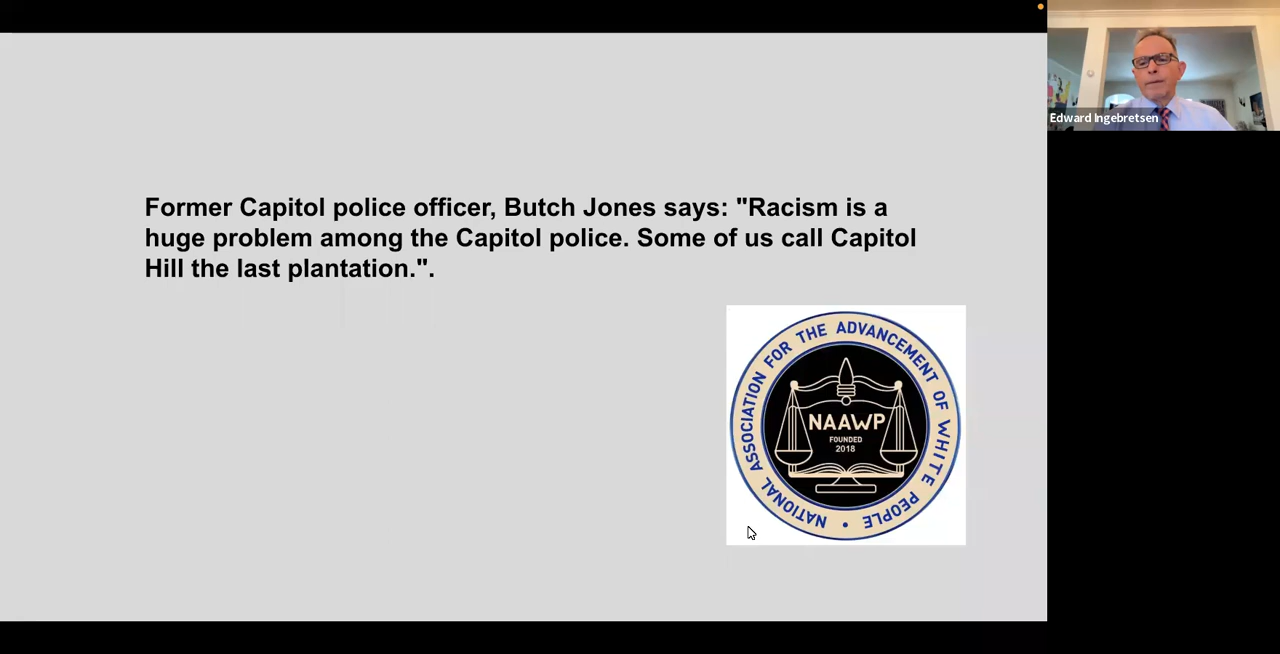 Former Capitol police officer, Butch Jones says: "Racism is a
huge problem among the Capitol police. Some of us call Capitol
Hill the last plantation.".
NATIONAL ASSOCIATION FOR THE ADVANCEMENT OF WHITE PEOPLE •
NAAWP
FOUNDED
2018
Edward Ingebretsen